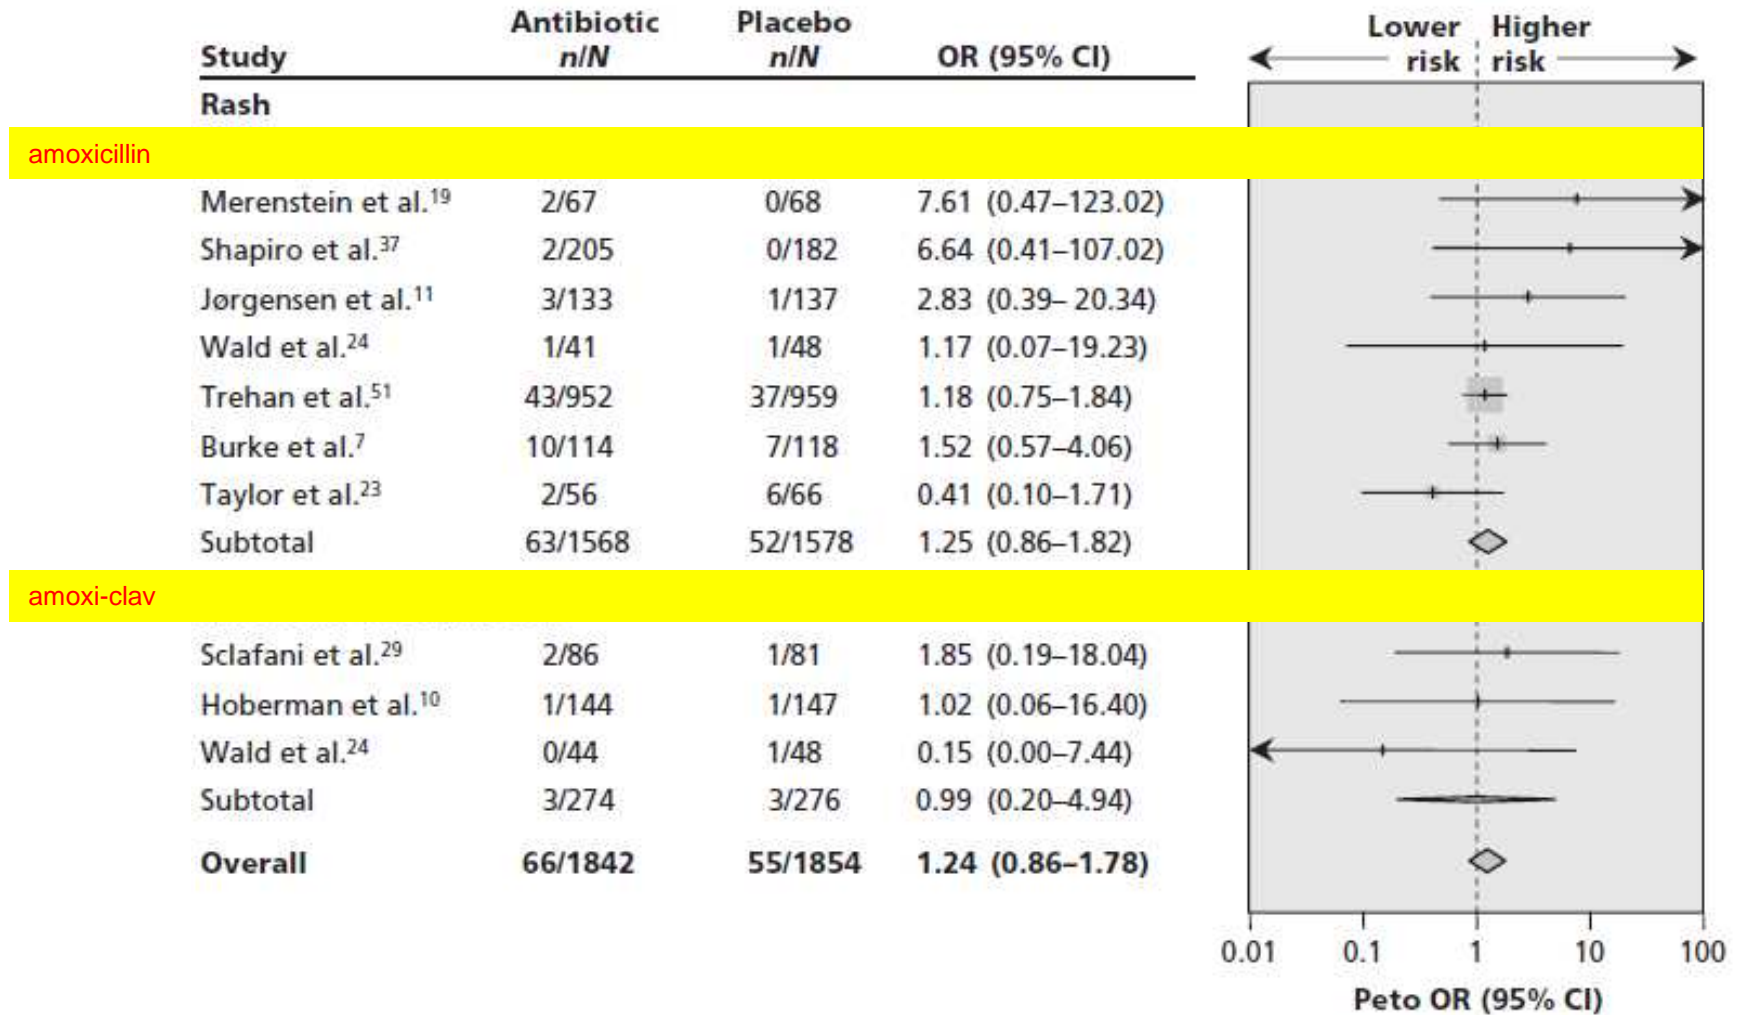 Antibiotic Placebo Lower Higher
Study n/N n/N OR (95% CI) risk risk
Rash
amoxicillin
Merenstein et al.19 2/67 0/68 7.61 (0.47–123.02)
Shapiro et al.37 2/205 0/182 6.64 (0.41–107.02)
Jørgensen et al.11 3/133 1/137 2.83 (0.39– 20.34)
Wald et al.24 1/41 1/48 1.17 (0.07–19.23)
Trehan et al.51 43/952 37/959 1.18 (0.75–1.84)
Burke et al.7 10/114 7/118 1.52 (0.57–4.06)
Taylor et al.23 2/56 6/66 0.41 (0.10–1.71)
Subtotal 63/1568 52/1578 1.25 (0.86–1.82)
amoxi-clav
Sclafani et al.29 2/86 1/81 1.85 (0.19–18.04)
Hoberman et al.10 1/144 1/147 1.02 (0.06–16.40)
Wald et al.24 0/44 1/48 0.15 (0.00–7.44)
Subtotal 3/274 3/276 0.99 (0.20–4.94)
Overall 66/1842 55/1854 1.24 (0.86–1.78)
0.01 0.1 1 10 100
Peto OR (95% CI)